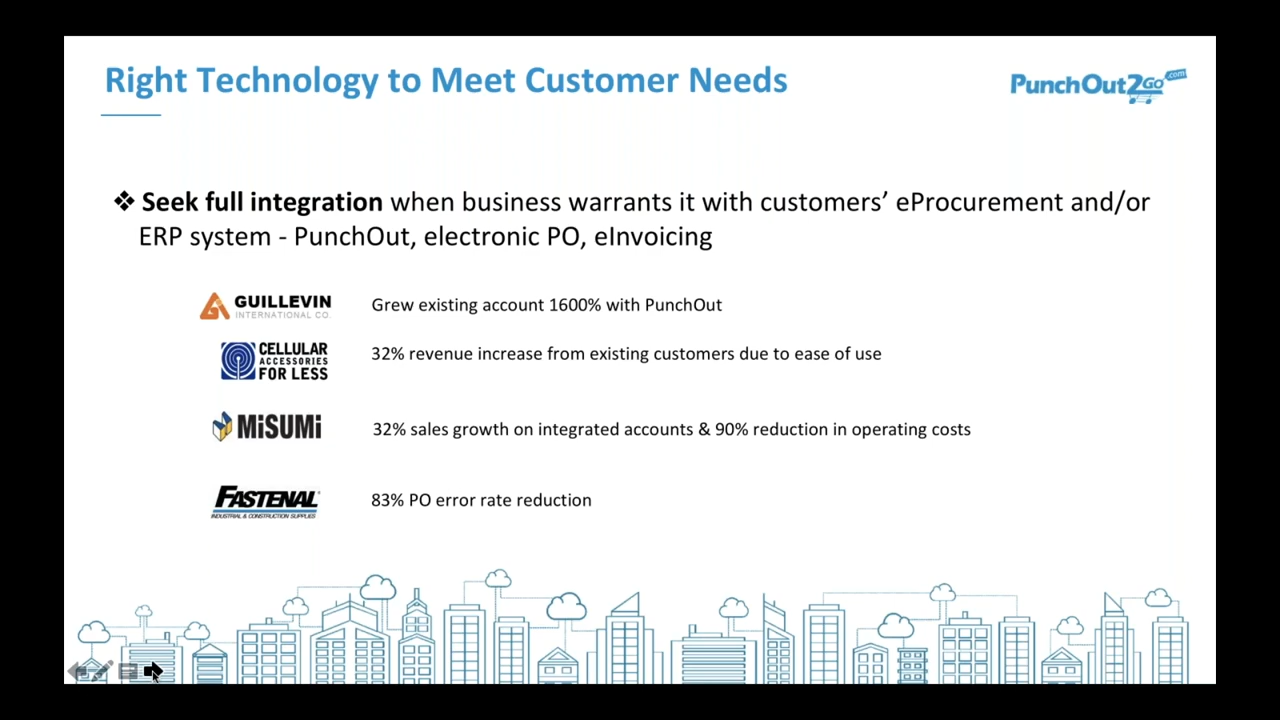 Right Technology to Meet Customer Needs
PunchOut2Go.com
❖ Seek full integration when business warrants it with customers’ eProcurement and/or
ERP system - PunchOut, electronic PO, eInvoicing
GUILLEVIN
INTERNATIONAL CO.
Grew existing account 1600% with PunchOut
CELLULAR
ACCESSORIES
FOR LESS
32% revenue increase from existing customers due to ease of use
MiSUMi
32% sales growth on integrated accounts & 90% reduction in operating costs
FASTENAL
INDUSTRIAL & CONSTRUCTION SUPPLIES
83% PO error rate reduction